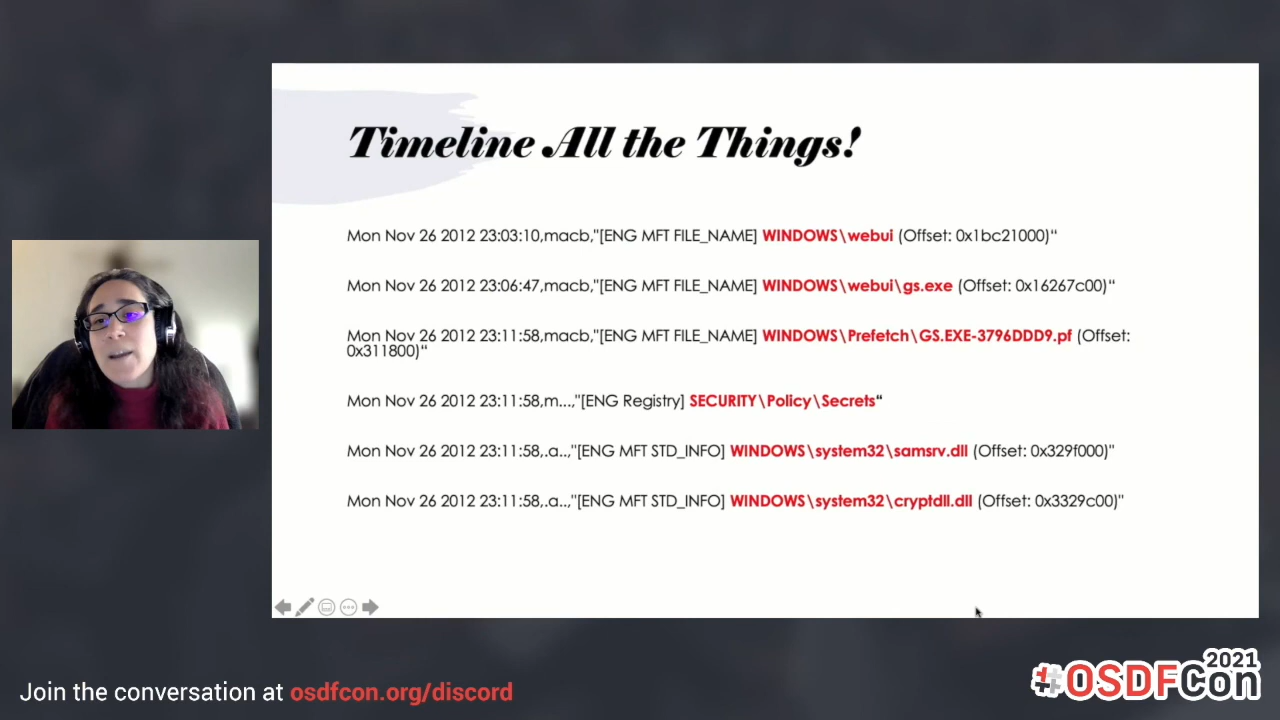 Timeline All the Things!
Mon Nov 26 2012 23:03:10,macb,"[ENG MFT FILE_NAME] WINDOWS\webui (Offset: 0x1bc21000)“
Mon Nov 26 2012 23:06:47,macb,"[ENG MFT FILE_NAME] WINDOWS\webui\gs.exe (Offset: 0x16267c00)“
Mon Nov 26 2012 23:11:58,macb,"[ENG MFT FILE_NAME] WINDOWS\Prefetch\GS.EXE-3796DDD9.pf (Offset:
0x311800)“
Mon Nov 26 2012 23:11:58,m...,"[ENG Registry] SECURITY\Policy\Secrets“
Mon Nov 26 2012 23:11:58,.a..,"[ENG MFT STD_INFO] WINDOWS\system32\samsrv.dll (Offset: 0x329f000)"
Mon Nov 26 2012 23:11:58,.a..,"[ENG MFT STD_INFO] WINDOWS\system32\cryptdll.dll (Offset: 0x3329c00)"
Join the conversation at osdfcon.org/discord
2021
#OSDFCon